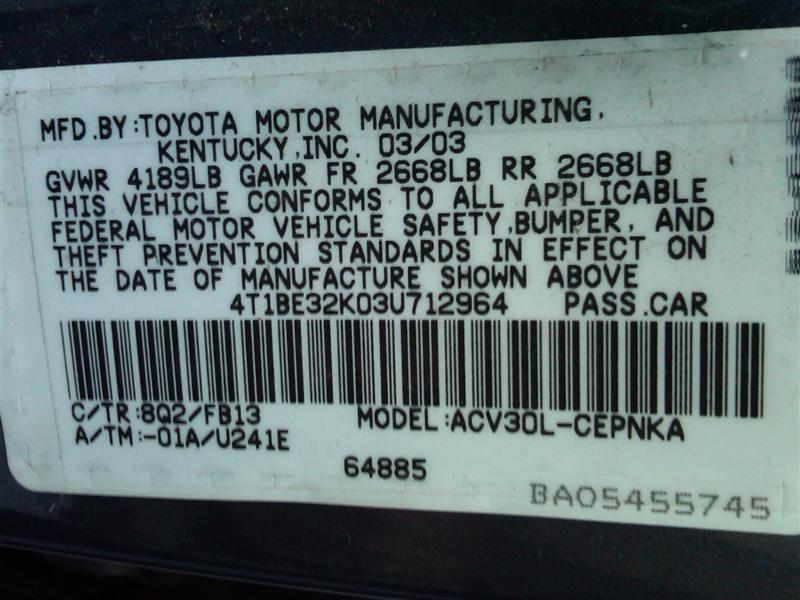 MFD.BY:TOYOTA MOTOR MANUFACTURING,
KENTUCKY,INC. 03/03
GVWR 4189LB GAWR FR 2668LB RR 2668LB
THIS VEHICLE CONFORMS TO ALL APPLICABLE
FEDERAL MOTOR VEHICLE SAFETY,BUMPER, AND
THEFT PREVENTION STANDARDS IN EFFECT ON
THE DATE OF MANUFACTURE SHOWN ABOVE
4T1BE32K03U712964 PASS.CAR
C/TR:8Q2/FB13 MODEL:ACV30L-CEPNKA
A/TM:-01A/U241E
64885
BA05455745